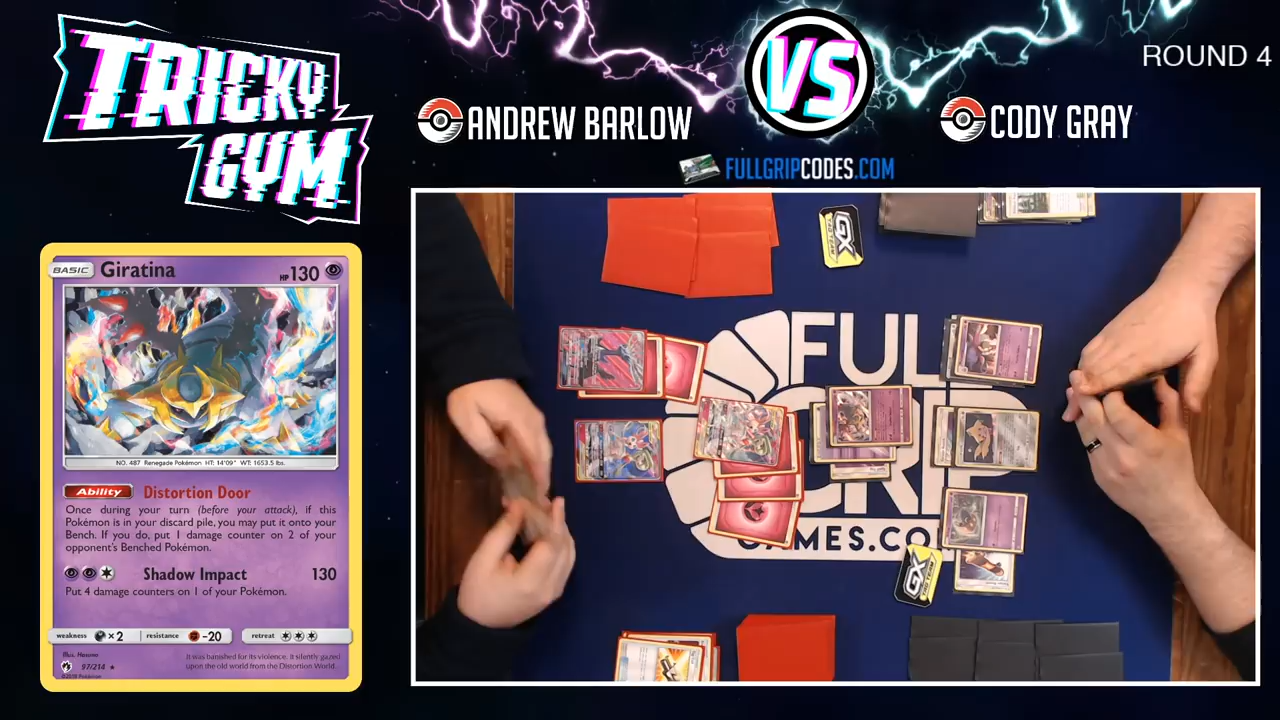 TRICKY
GYM
ANDREW BARLOW
VS
CODY GRAY
ROUND 4
FULLGRIPCODES.COM
BASIC Giratina HP 130
NO. 487 Renegade Pokémon HT: 14'09" WT: 1653.5 lbs.
Ability Distortion Door
Once during your turn (before your attack), if this
Pokémon is in your discard pile, you may put it onto your
Bench. If you do, put 1 damage counter on 2 of your
opponent's Benched Pokémon.
Shadow Impact 130
Put 4 damage counters on 1 of your Pokémon.
weakness ×2 resistance -20 retreat
97/214
It was banished for its violence. It silently gazed
upon the old world from the Distortion World.
FULL
GRIP
GAMES.CO
GX
GX